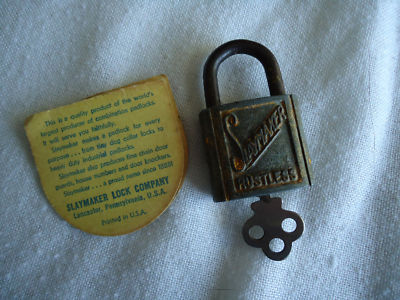 This is a quality product of the world's
largest producer of combination padlocks.
It will serve you faithfully.
Slaymaker makes a padlock for every
purpose... from tiny dog collar locks to
heavy duty industrial padlocks.
Slaymaker also produces fine chain door
guards, house numbers and door knockers.
Slaymaker... a proud name since 1888!
SLAYMAKER LOCK COMPANY
Lancaster, Pennsylvania, U.S.A.
Printed in U.S.A.
SLAYMAKER
RUSTLESS